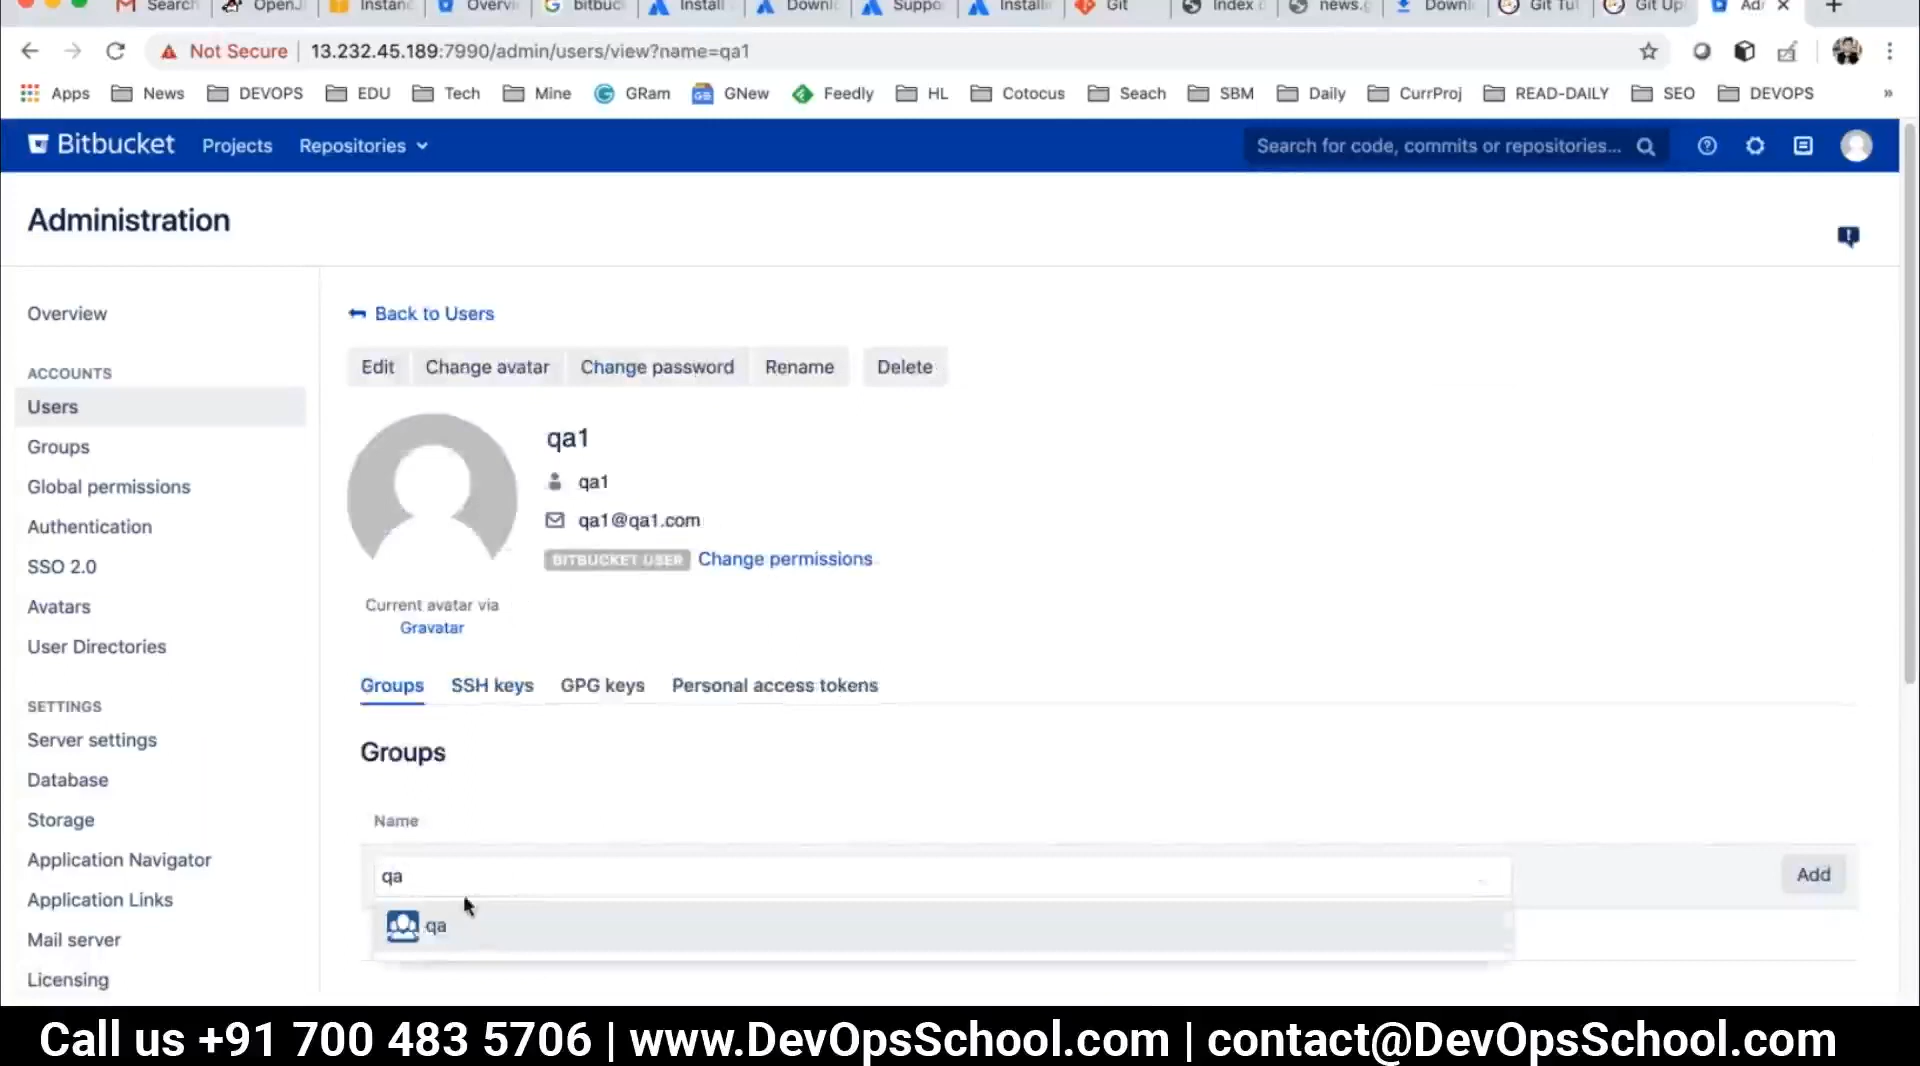 Search
OpenJ
Instanc
Overvi
bitbuc
Install
Downl
Suppo
Installi
Git
Index
news.g
Downl
Git Tut
Git Up
Adr
Not Secure
13.232.45.189:7990/admin/users/view?name=qa1
Apps
News
DEVOPS
EDU
Tech
Mine
GRam
GNew
Feedly
HL
Cotocus
Seach
SBM
Daily
CurrProj
READ-DAILY
SEO
DEVOPS
»
Bitbucket
Projects
Repositories
Search for code, commits or repositories...
Administration
Overview
ACCOUNTS
Users
Groups
Global permissions
Authentication
SSO 2.0
Avatars
User Directories
SETTINGS
Server settings
Database
Storage
Application Navigator
Application Links
Mail server
Licensing
Back to Users
Edit
Change avatar
Change password
Rename
Delete
qa1
qa1
qa1@qa1.com
BITBUCKET USER Change permissions
Current avatar via
Gravatar
Groups
SSH keys
GPG keys
Personal access tokens
Groups
Name
qa
Add
qa
Call us +91 700 483 5706 | www.DevOpsSchool.com | contact@DevOpsSchool.com